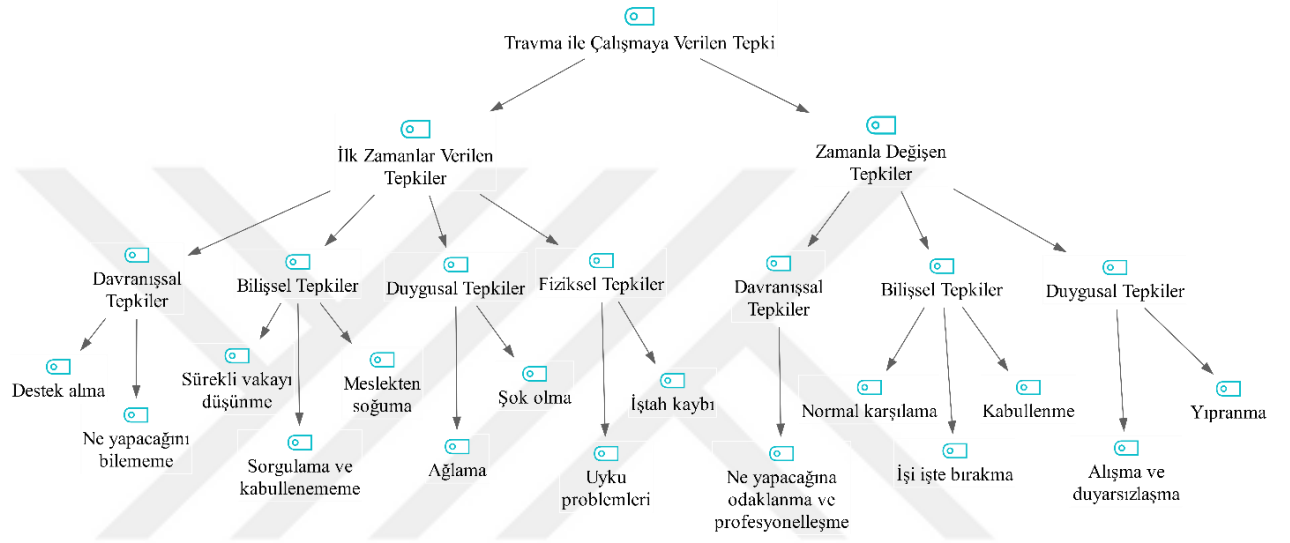 Travma ile Çalışmaya Verilen Tepki
İlk Zamanlar Verilen
Tepkiler
Zamanla Değişen
Tepkiler
Davranışsal
Tepkiler
Bilişsel Tepkiler
Duygusal Tepkiler
Fiziksel Tepkiler
Davranışsal
Tepkiler
Bilişsel Tepkiler
Duygusal Tepkiler
Destek alma
Ne yapacağını
bilememe
Sürekli vakayı
düşünme
Sorgulama ve
kabullenememe
Meslekten
soğuma
Ağlama
Şok olma
Uyku
problemleri
İştah kaybı
Ne yapacağına
odaklanma ve
profesyonelleşme
Normal karşılama
İşi işte bırakma
Kabullenme
Alışma ve
duyarsızlaşma
Yıpranma